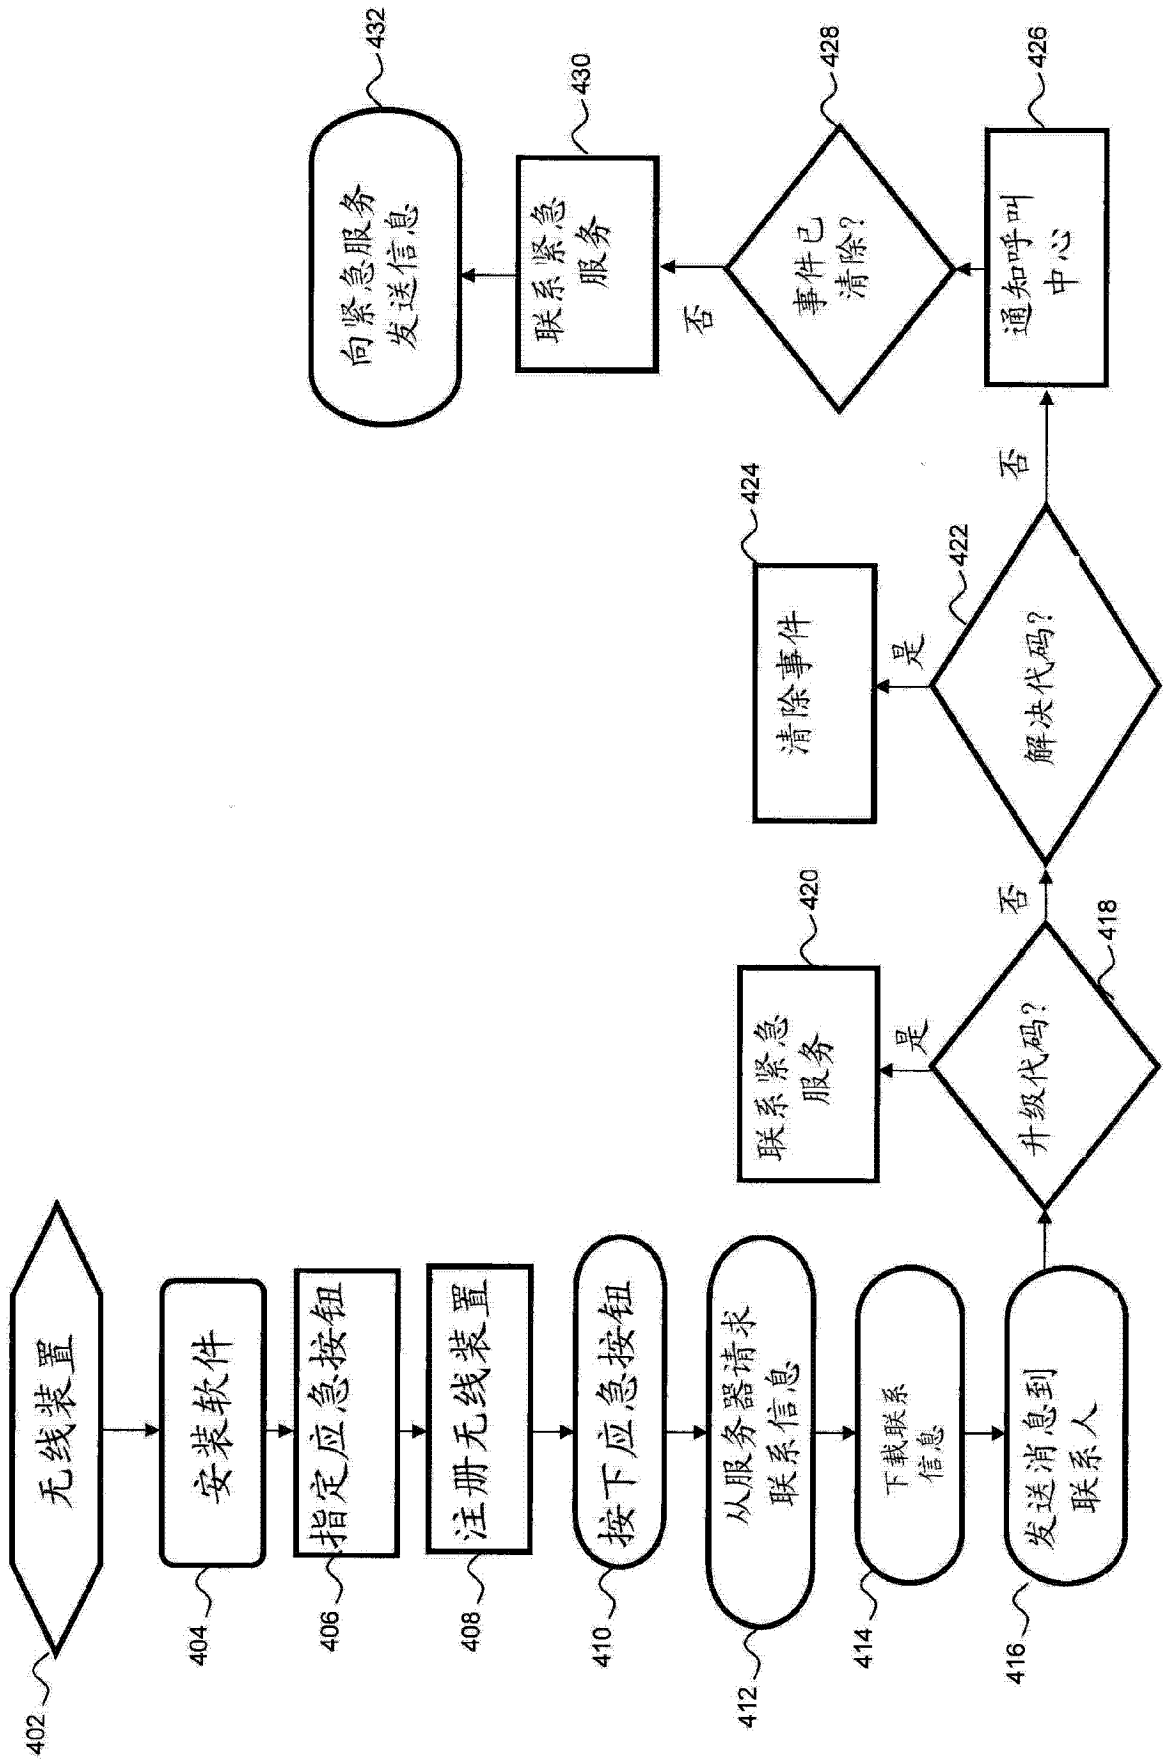 无线装置
402
安装软件
404
指定应急按钮
406
注册无线装置
408
按下应急按钮
410
从服务器请求
联系信息
412
下载联系
信息
414
发送消息到
联系人
416
升级代码?
418
是
联系紧急
服务
420
否
解决代码?
422
是
清除事件
424
否
通知呼叫
中心
426
事件已
清除?
428
否
联系紧急
服务
430
向紧急服务
发送信息
432